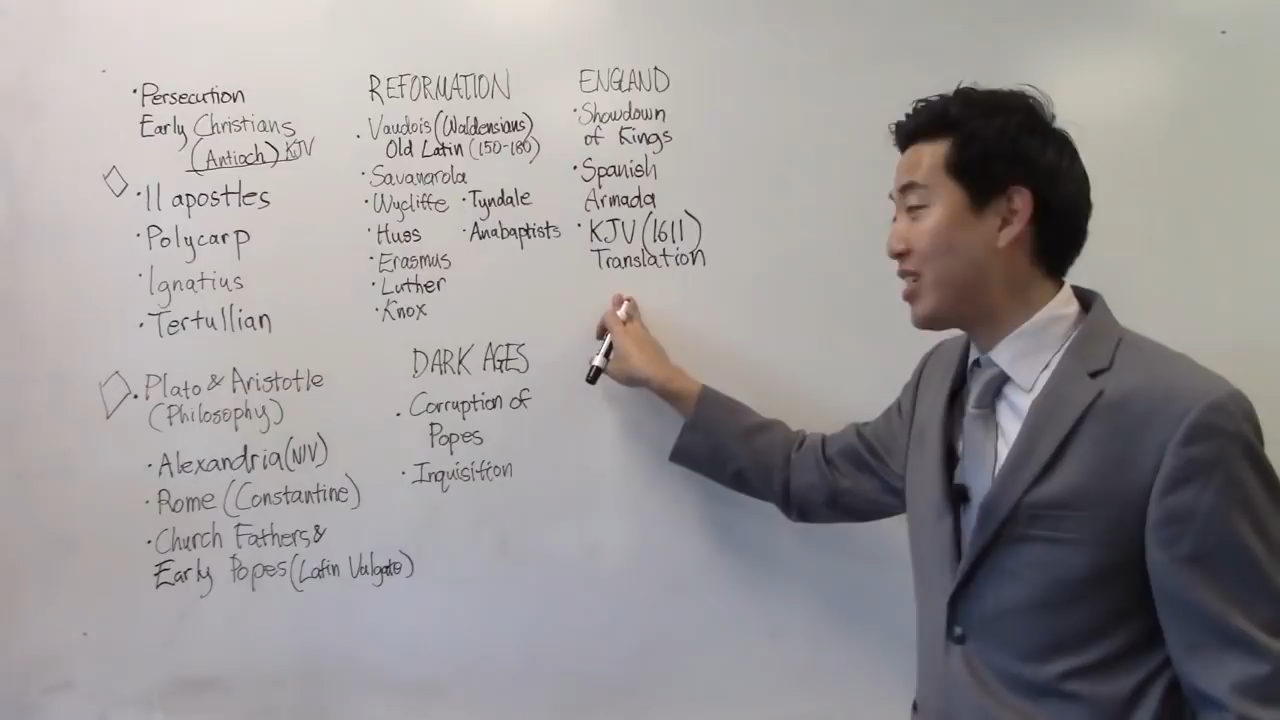 ·Persecution
Early Christians
(Antioch) KJV
·11 apostles
·Polycarp
·Ignatius
·Tertullian
·Plato & Aristotle
(Philosophy)
·Alexandria (NIV)
·Rome (Constantine)
·Church Fathers &
Early Popes (Latin Vulgate)
REFORMATION
·Vaudois (Waldensians)
Old Latin (150-180)
·Savanarola
·Wycliffe ·Tyndale
·Huss ·Anabaptists
·Erasmus
·Luther
·Knox
DARK AGES
·Corruption of
Popes
·Inquisition
ENGLAND
·Showdown
of Kings
·Spanish
Armada
·KJV (1611)
Translation